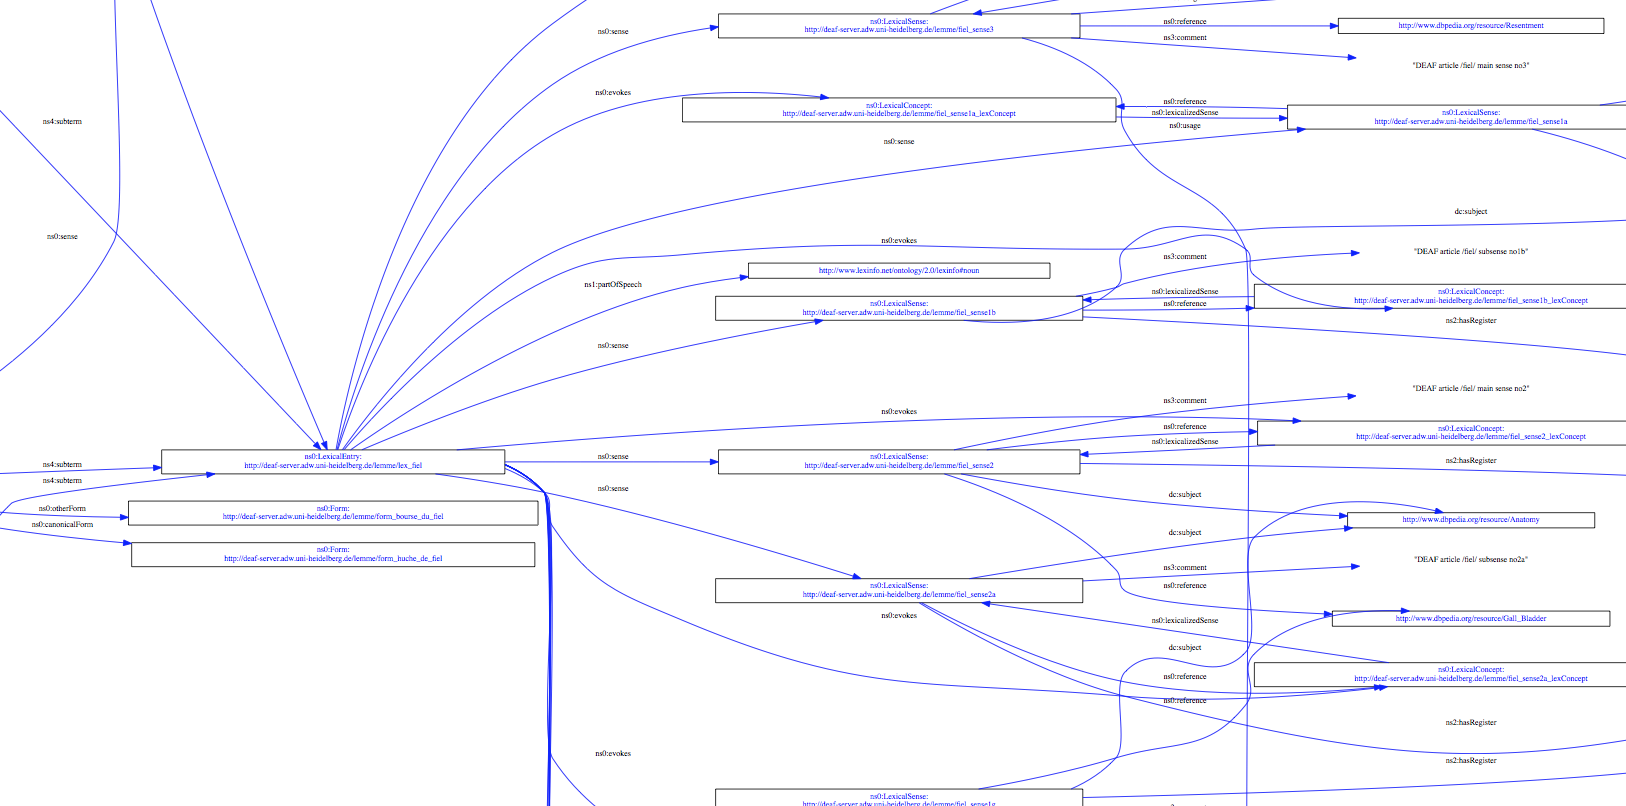 ns0:LexicalSense:
http://deaf-server.adw.uni-heidelberg.de/lemme/fiel_sense3
ns0:reference
http://www.dbpedia.org/resource/Resentment
ns0:sense
ns3:comment
"DEAF article /fiel/ main sense no3"
ns0:evokes
ns0:LexicalConcept:
http://deaf-server.adw.uni-heidelberg.de/lemme/fiel_sense1a_lexConcept
ns0:reference
ns0:lexicalizedSense
ns0:usage
ns0:LexicalSense:
http://deaf-server.adw.uni-heidelberg.de/lemme/fiel_sense1a
ns4:subterm
ns0:sense
dc:subject
ns0:sense
ns0:evokes
ns3:comment
"DEAF article /fiel/ subsense no1b"
http://www.lexinfo.net/ontology/2.0/lexinfo#noun
ns1:partOfSpeech
ns0:LexicalSense:
http://deaf-server.adw.uni-heidelberg.de/lemme/fiel_sense1b
ns0:lexicalizedSense
ns0:reference
ns0:LexicalConcept:
http://deaf-server.adw.uni-heidelberg.de/lemme/fiel_sense1b_lexConcept
ns2:hasRegister
ns0:sense
"DEAF article /fiel/ main sense no2"
ns3:comment
ns0:evokes
ns0:reference
ns0:lexicalizedSense
ns0:LexicalConcept:
http://deaf-server.adw.uni-heidelberg.de/lemme/fiel_sense2_lexConcept
ns4:subterm
ns4:subterm
ns0:LexicalEntry:
http://deaf-server.adw.uni-heidelberg.de/lemme/lex_fiel
ns0:sense
ns0:LexicalSense:
http://deaf-server.adw.uni-heidelberg.de/lemme/fiel_sense2
ns2:hasRegister
ns0:sense
dc:subject
ns0:otherForm
ns0:Form:
http://deaf-server.adw.uni-heidelberg.de/lemme/form_bourse_du_fiel
http://www.dbpedia.org/resource/Anatomy
ns0:canonicalForm
dc:subject
ns0:Form:
http://deaf-server.adw.uni-heidelberg.de/lemme/form_huche_de_fiel
ns3:comment
"DEAF article /fiel/ subsense no2a"
ns0:LexicalSense:
http://deaf-server.adw.uni-heidelberg.de/lemme/fiel_sense2a
ns0:reference
ns0:evokes
ns0:lexicalizedSense
http://www.dbpedia.org/resource/Gall_Bladder
dc:subject
ns0:LexicalConcept:
http://deaf-server.adw.uni-heidelberg.de/lemme/fiel_sense2a_lexConcept
ns0:reference
ns0:reference
ns2:hasRegister
ns0:evokes
ns2:hasRegister
ns0:LexicalSense: